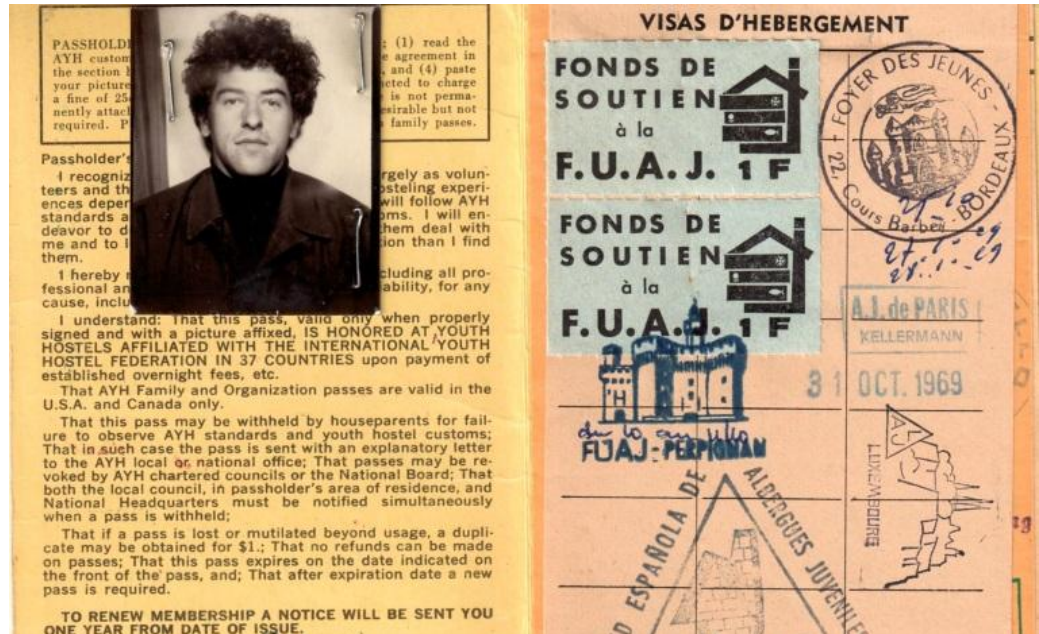 PASSHOLD
AYH custom
the section
your picture
a fine of 25
nently attac
required. P
; (1) read the
e agreement in
, and (4) paste
cted to charge
is not perma-
esirable but not
family passes.
Passholder's
I recogniz
rgely as volun-
teers and th
osteling experi-
ences depen
will follow AYH
standards a
oms. I will en-
deavor to d
them deal with
me and to l
tion than I find
them.
I hereby
cluding all pro-
fessional an
iability, for any
cause, inclu
I understand: That this pass, valid only when properly
signed and with a picture affixed, IS HONORED AT YOUTH
HOSTELS AFFILIATED WITH THE INTERNATIONAL YOUTH
HOSTEL FEDERATION IN 37 COUNTRIES upon payment of
established overnight fees, etc.
That AYH Family and Organization passes are valid in the
U.S.A. and Canada only.
That this pass may be withheld by houseparents for fail-
ure to observe AYH standards and youth hostel customs;
That in such case the pass is sent with an explanatory letter
to the AYH local or national office; That passes may be re-
voked by AYH chartered councils or the National Board; That
both the local council, in passholder's area of residence, and
National Headquarters must be notified simultaneously
when a pass is withheld;
That if a pass is lost or mutilated beyond usage, a dupli-
cate may be obtained for $1.; That no refunds can be made
on passes; That this pass expires on the date indicated on
the front of the pass, and; That after expiration date a new
pass is required.
TO RENEW MEMBERSHIP A NOTICE WILL BE SENT YOU
ONE YEAR FROM DATE OF ISSUE.
VISAS D'HEBERGEMENT
FONDS DE
SOUTIEN
à la
F.U.A.J. 1 F
FONDS DE
SOUTIEN
à la
F.U.A.J. 1 F
FOYER DES JEUNES - BORDEAUX
22, Cours Barbey
A.J. de PARIS
KELLERMANN
31 OCT. 1969
FUAJ-PERPIGNAN
AJ
LUXEMBOURG
D ESPAÑOLA DE
ALBERGUES JUVENILES